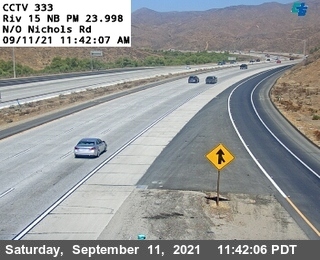 CCTV 333
Riv 15 NB PM 23.998
N/O Nichols Rd
09/11/21 11:42:07 AM
Saturday, September 11, 2021 11:42:06 PDT